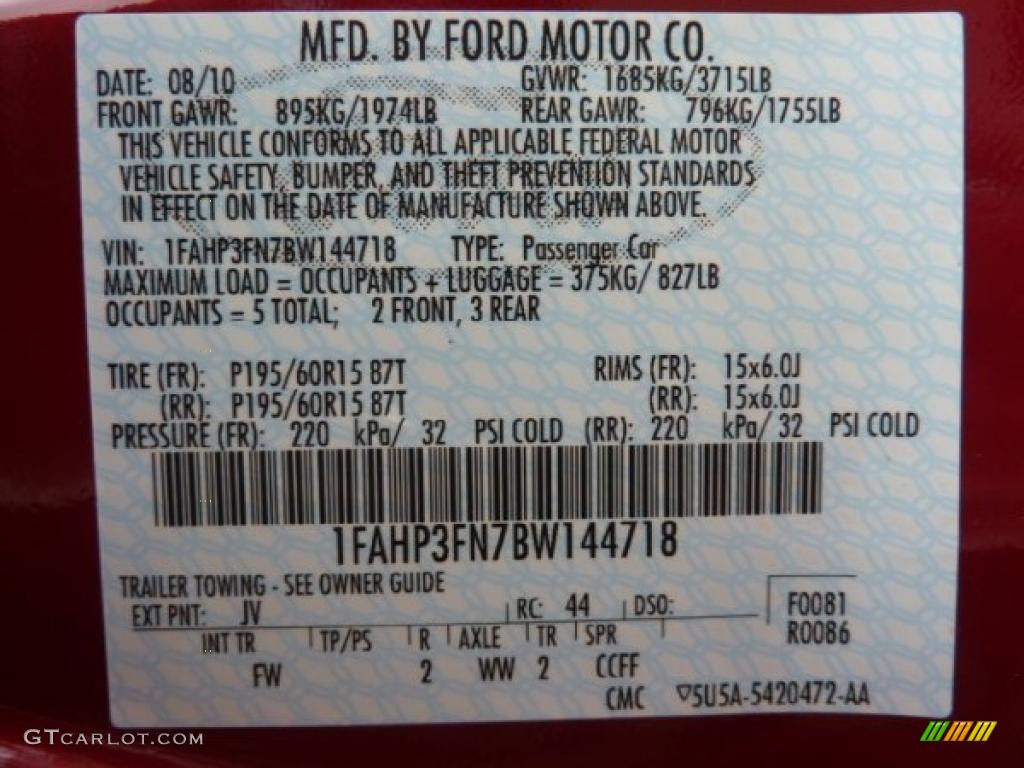 MFD. BY FORD MOTOR CO.
DATE: 08/10 GVWR: 1685KG/3715LB
FRONT GAWR: 895KG/1974LB REAR GAWR: 796KG/1755LB
THIS VEHICLE CONFORMS TO ALL APPLICABLE FEDERAL MOTOR
VEHICLE SAFETY, BUMPER, AND THEFT PREVENTION STANDARDS
IN EFFECT ON THE DATE OF MANUFACTURE SHOWN ABOVE.
VIN: 1FAHP3FN7BW144718 TYPE: Passenger Car
MAXIMUM LOAD = OCCUPANTS + LUGGAGE = 375KG/ 827LB
OCCUPANTS = 5 TOTAL; 2 FRONT, 3 REAR
TIRE (FR): P195/60R15 87T RIMS (FR): 15x6.0J
(RR): P195/60R15 87T (RR): 15x6.0J
PRESSURE (FR): 220 kPa/ 32 PSI COLD (RR): 220 kPa/ 32 PSI COLD
1FAHP3FN7BW144718
TRAILER TOWING - SEE OWNER GUIDE
EXT PNT: JV RC: 44 DSO: F0081
INT TR TP/PS R AXLE TR SPR R0086
FW 2 WW 2 CCFF
CMC ▽5U5A-5420472-AA
GTCARLOT.COM